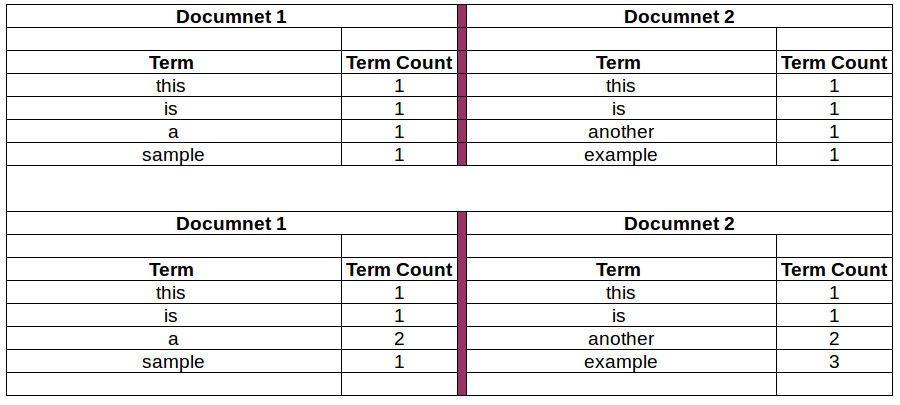 Documnet 1 Documnet 2
Term Term Count Term Term Count
this 1 this 1
is 1 is 1
a 1 another 1
sample 1 example 1
Documnet 1 Documnet 2
Term Term Count Term Term Count
this 1 this 1
is 1 is 1
a 2 another 2
sample 1 example 3